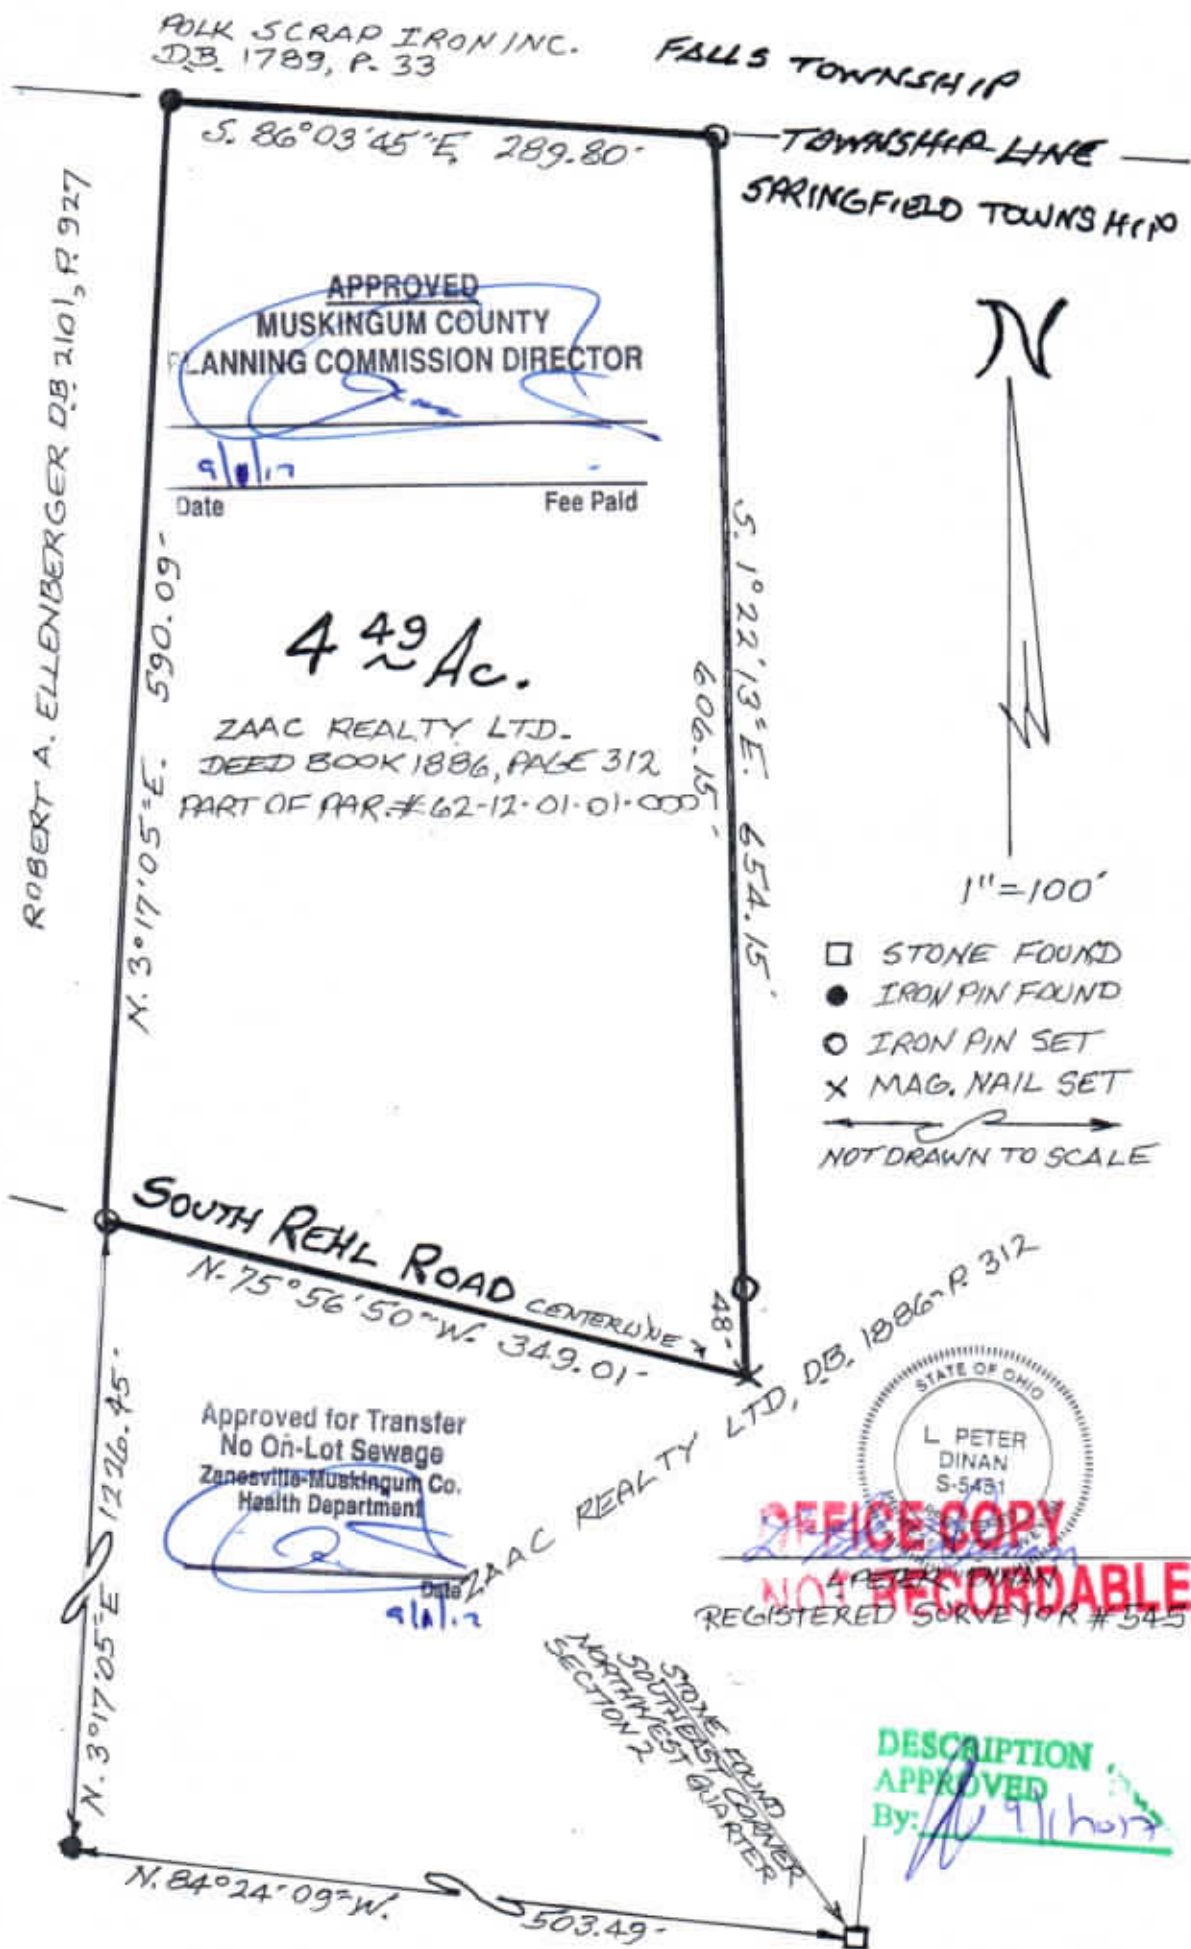 POLK SCRAP IRON INC.
D.B. 1789, P. 33
FALLS TOWNSHIP
TOWNSHIP LINE
SPRINGFIELD TOWNSHIP
S. 86°03'45"E. 289.80'
ROBERT A. ELLENBERGER D.B. 2101, P. 927
APPROVED
MUSKINGUM COUNTY
PLANNING COMMISSION DIRECTOR
Date Fee Paid
N
N. 3°17'05"E. 590.09'
S. 1°22'13"E. 654.15'
606.15'
4 49 Ac.
ZAAC REALTY LTD.
DEED BOOK 1886, PAGE 312
PART OF PAR.# 62-12-01-01-000
1"=100'
STONE FOUND
IRON PIN FOUND
IRON PIN SET
X MAG. NAIL SET
NOT DRAWN TO SCALE
SOUTH REHL ROAD
CENTERLINE
N. 75°56'50"W. 349.01'
48'
ZAAC REALTY LTD, D.B. 1886 P. 312
N. 3°17'05"E 1226.45'
Approved for Transfer
No On-Lot Sewage
Zanesville-Muskingum Co.
Health Department
Date
STATE OF OHIO
L. PETER
DINAN
S-5451
OFFICE COPY
NOT RECORDABLE
L. PETER DINAN
REGISTERED SURVEYOR # 545
STONE FOUND
SOUTHEAST CORNER
NORTHWEST QUARTER
SECTION 2
DESCRIPTION
APPROVED
By:
N. 84°24'09"W.
503.49'